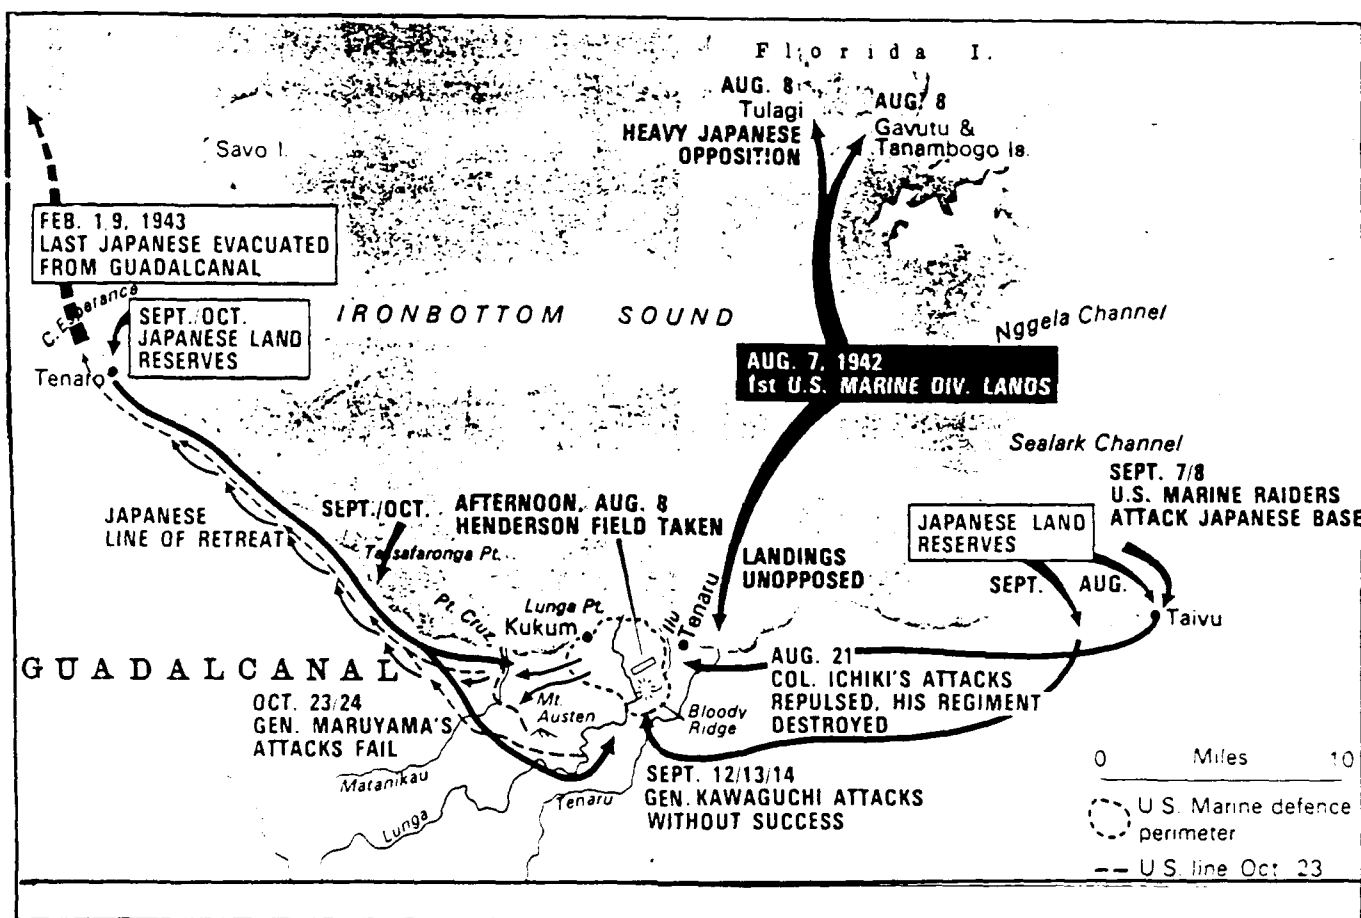 Florida I.
AUG. 8
Tulagi
HEAVY JAPANESE
OPPOSITION
AUG. 8
Gavutu &
Tanambogo Is.
Savo I.
FEB. 1 9, 1943
LAST JAPANESE EVACUATED
FROM GUADALCANAL
C. Esperance
SEPT./OCT.
JAPANESE LAND
RESERVES
Tenaro
IRONBOTTOM SOUND
Nggela Channel
AUG. 7, 1942
1st U.S. MARINE DIV. LANDS
Sealark Channel
SEPT. 7/8
U.S. MARINE RAIDERS
ATTACK JAPANESE BASE
JAPANESE LAND
RESERVES
SEPT.
AUG.
Taivu
JAPANESE
LINE OF RETREAT
SEPT./OCT.
Tassafaronga Pt.
AFTERNOON, AUG. 8
HENDERSON FIELD TAKEN
LANDINGS
UNOPPOSED
Pt. Cruz
Lunga Pt.
Kukum
Ilu
Tenaru
GUADALCANAL
OCT. 23/24
GEN. MARUYAMA'S
ATTACKS FAIL
Mt.
Austen
Bloody
Ridge
AUG. 21
COL. ICHIKI'S ATTACKS
REPULSED, HIS REGIMENT
DESTROYED
Matanikau
Lunga
Tenaru
SEPT. 12/13/14
GEN. KAWAGUCHI ATTACKS
WITHOUT SUCCESS
0 Miles 10
U S. Marine defence
perimeter
U S. line Oct 23